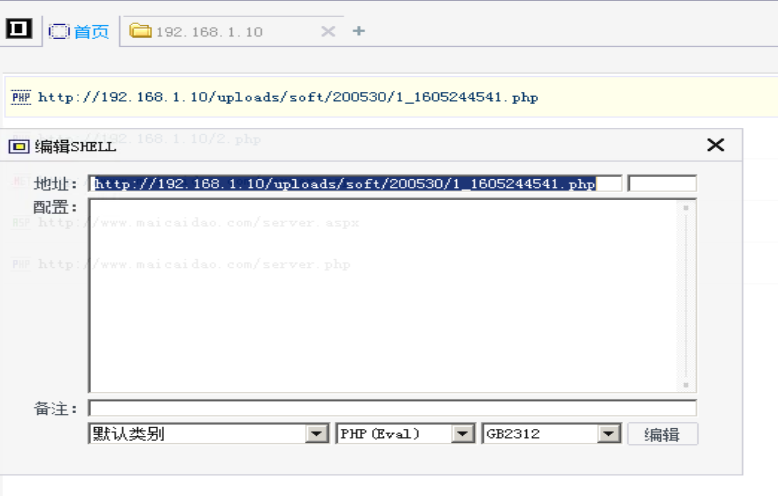 首页 192.168.1.10 +
PHP http://192.168.1.10/uploads/soft/200530/1_1605244541.php
http://192.168.1.10/2.php
编辑SHELL
地址: http://192.168.1.10/uploads/soft/200530/1_1605244541.php
配置:
ASP http://www.maicaidao.com/server.aspx
PHP http://www.maicaidao.com/server.php
备注:
默认类别 PHP(Eval) GB2312 编辑